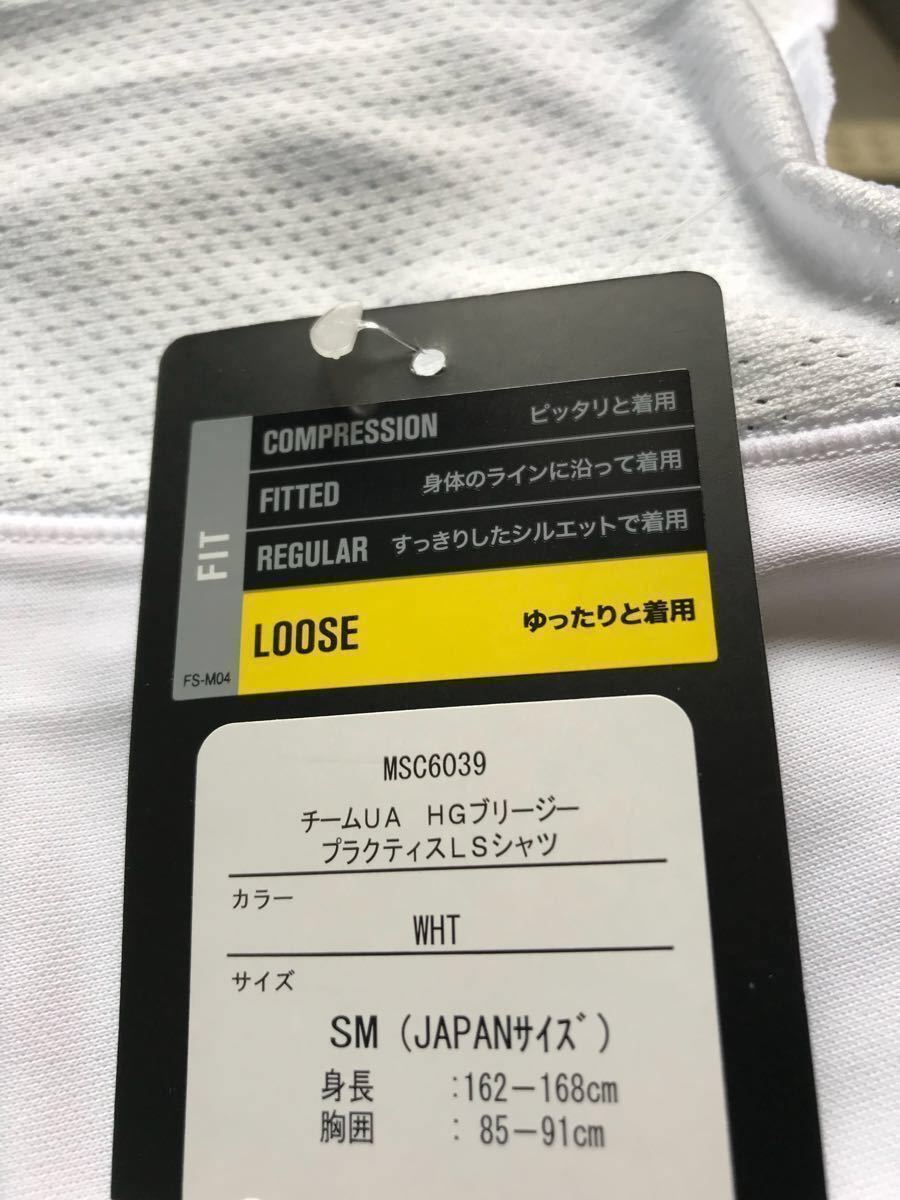 FIT
COMPRESSION ピッタリと着用
FITTED 身体のラインに沿って着用
REGULAR すっきりしたシルエットで着用
LOOSE ゆったりと着用
FS-M04
MSC6039
チームUA HGブリージー
プラクティスLSシャツ
カラー
WHT
サイズ
SM (JAPANｻｲｽﾞ)
身長 :162−168cm
胸囲 : 85−91cm